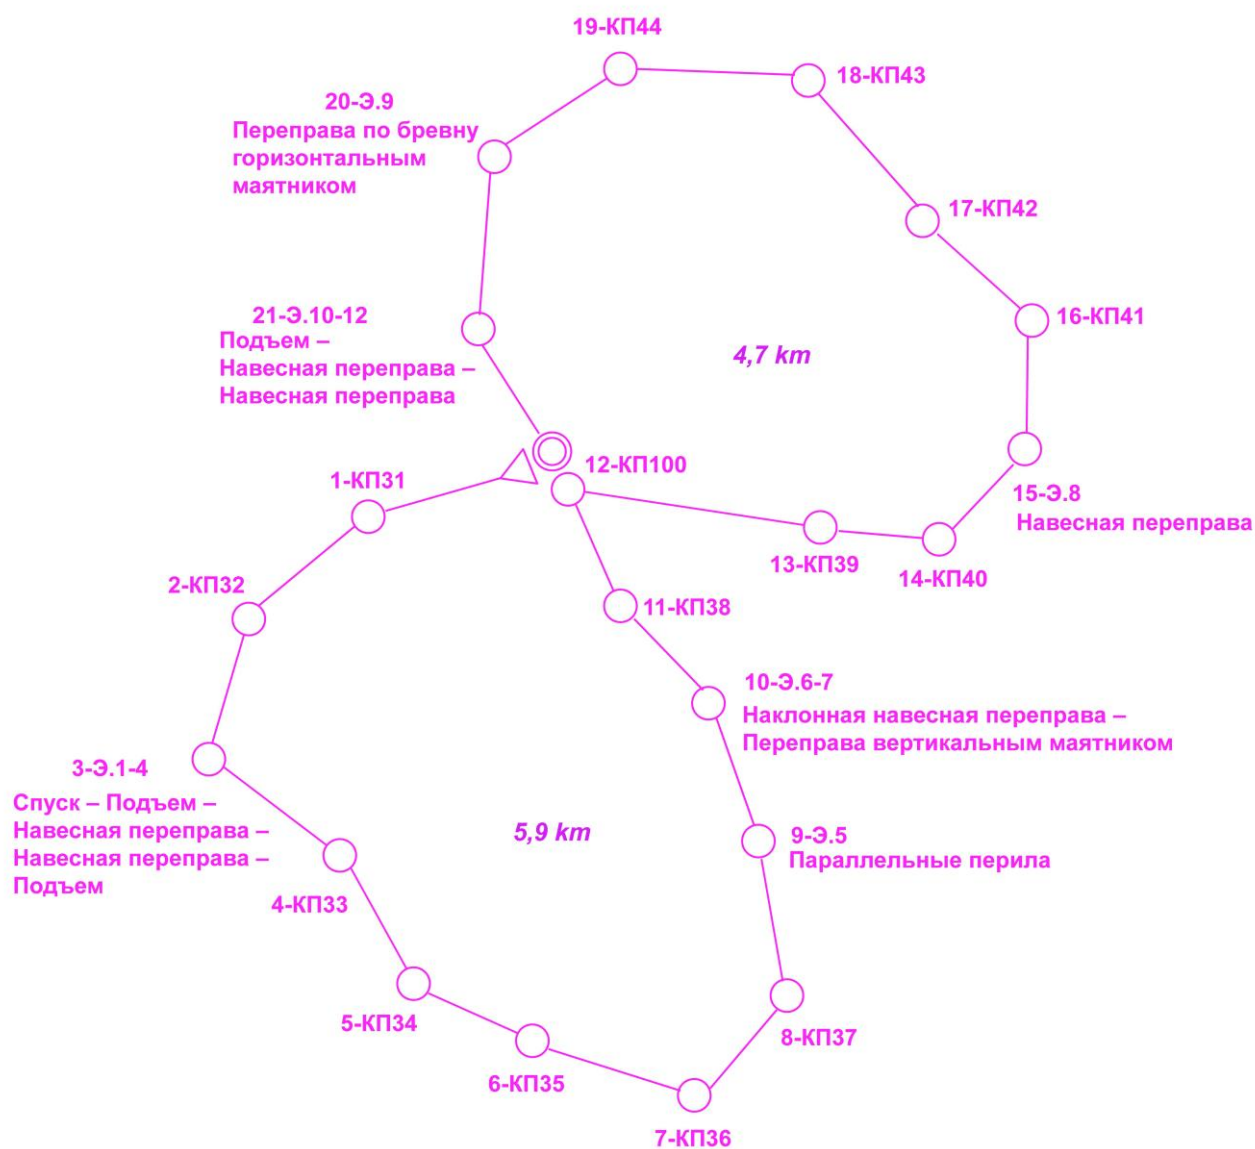 19-КП44
18-КП43
20-Э.9
Переправа по бревну
горизонтальным
маятником
17-КП42
21-Э.10-12
Подъем –
Навесная переправа –
Навесная переправа
16-КП41
4,7 km
12-КП100
1-КП31
15-Э.8
Навесная переправа
13-КП39
14-КП40
2-КП32
11-КП38
10-Э.6-7
Наклонная навесная переправа –
Переправа вертикальным маятником
3-Э.1-4
Спуск – Подъем –
Навесная переправа –
Навесная переправа –
Подъем
5,9 km
9-Э.5
Параллельные перила
4-КП33
5-КП34
8-КП37
6-КП35
7-КП36